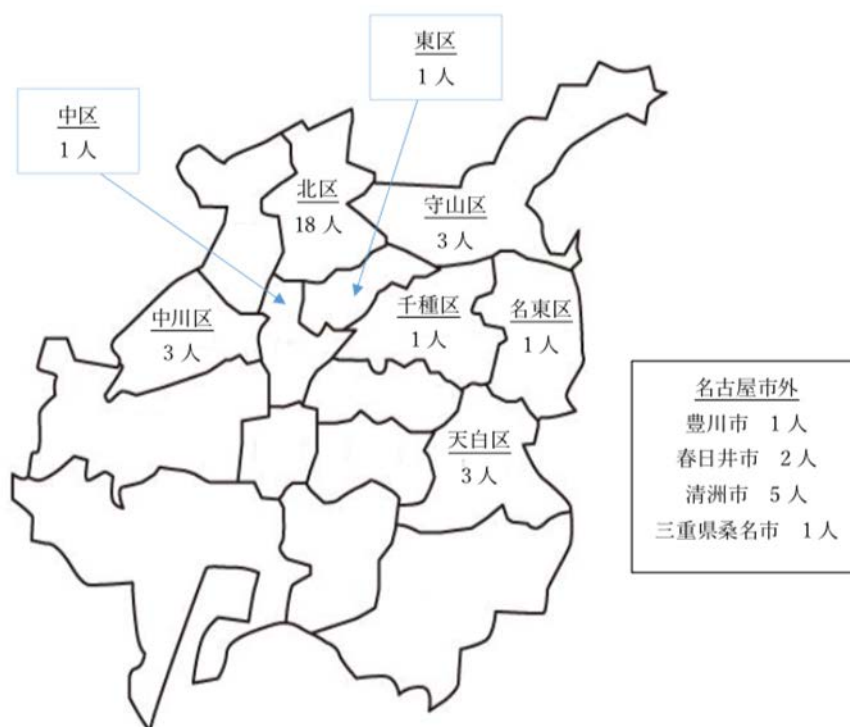 東区
1 人
中区
1 人
北区
18 人
守山区
3 人
中川区
3 人
千種区
1 人
名東区
1 人
天白区
3 人
名古屋市外
豊川市　1 人
春日井市　2 人
清洲市　5 人
三重県桑名市　1 人